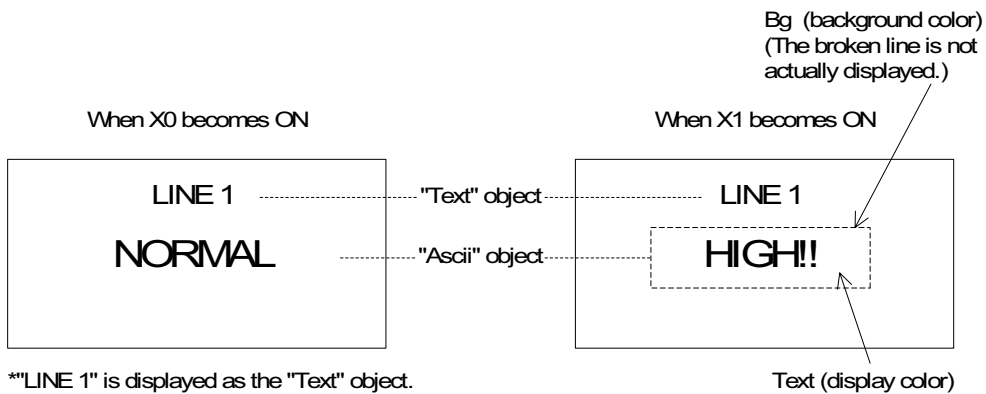 Bg (background color)
(The broken line is not
actually displayed.)
When X0 becomes ON
When X1 becomes ON
LINE 1
"Text" object
LINE 1
NORMAL
"Ascii" object
HIGH!!
*"LINE 1" is displayed as the "Text" object.
Text (display color)